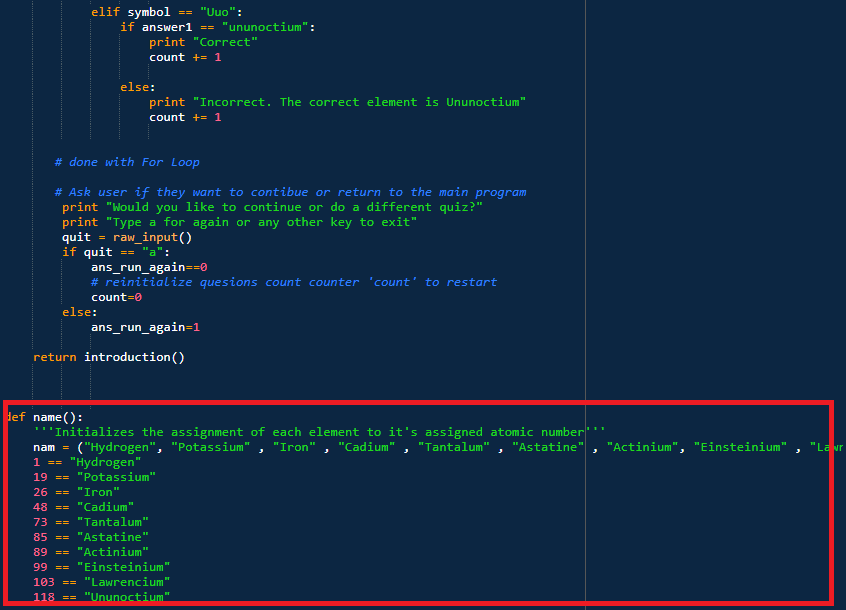 elif symbol == "Uuo":
if answer1 == "ununoctium":
print "Correct"
count += 1
else:
print "Incorrect. The correct element is Ununoctium"
count += 1
# done with For Loop
# Ask user if they want to contibue or return to the main program
print "Would you like to continue or do a different quiz?"
print "Type a for again or any other key to exit"
quit = raw_input()
if quit == "a":
ans_run_again==0
# reinitialize quesions count counter 'count' to restart
count=0
else:
ans_run_again=1
return introduction()
def name():
'''Initializes the assignment of each element to it's assigned atomic number'''
nam = ("Hydrogen", "Potassium" , "Iron" , "Cadium" , "Tantalum" , "Astatine" , "Actinium", "Einsteinium" , "Lawr
1 == "Hydrogen"
19 == "Potassium"
26 == "Iron"
48 == "Cadium"
73 == "Tantalum"
85 == "Astatine"
89 == "Actinium"
99 == "Einsteinium"
103 == "Lawrencium"
118 == "Ununoctium"